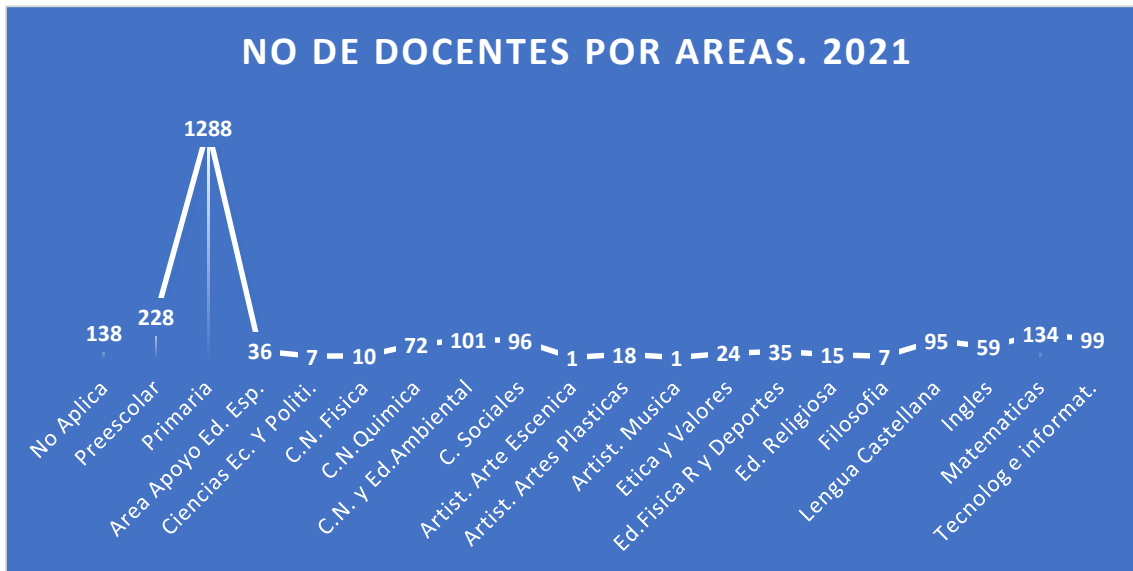 NO DE DOCENTES POR AREAS. 2021
138
228
1288
36
7
10
72
101
96
1
18
1
24
35
15
7
95
59
134
99
No Aplica
Preescolar
Primaria
Area Apoyo Ed. Esp.
Ciencias Ec. Y Politi.
C.N. Fisica
C.N.Quimica
C.N. y Ed.Ambiental
C. Sociales
Artist. Arte Escenica
Artist. Artes Plasticas
Artist. Musica
Etica y Valores
Ed.Fisica R y Deportes
Ed. Religiosa
Filosofia
Lengua Castellana
Ingles
Matematicas
Tecnolog e informat.